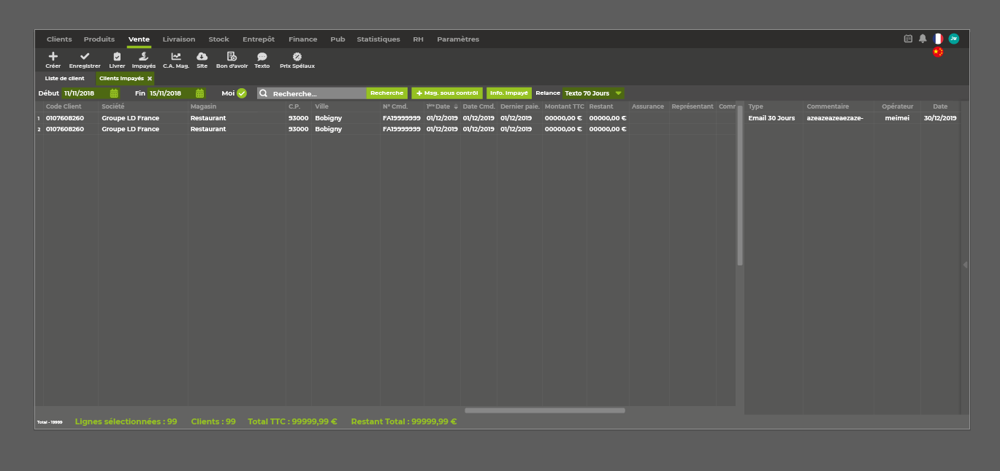 Clients Produits Vente Livraison Stock Entrepôt Finance Pub Statistiques RH Paramètres JW
Créer Enregistrer Livrer Impayés C.A. Mag. Site Bon d'avoir Texto Prix Spéiaux
Liste de client Clients impayés
Début 11/11/2018 Fin 15/11/2018 Moi Recherche... Recherche Msg. sous contrôl Info. Impayé Relance Texto 70 Jours
Code Client Société Magasin C.P. Ville N° Cmd. Date Date Cmd. Dernier paie. Montant TTC Restant Assurance Représentant Comr Type Commentaire Opérateur Date
1 0107608260 Groupe LD France Restaurant 93000 Bobigny FA19999999 01/12/2019 01/12/2019 01/12/2019 00000,00 € 00000,00 € Email 30 Jours azeazeazeaezaze- meimei 30/12/2019
2 0107608260 Groupe LD France Restaurant 93000 Bobigny FA19999999 01/12/2019 01/12/2019 01/12/2019 00000,00 € 00000,00 €
Total - 19999 Lignes sélectionnées : 99 Clients : 99 Total TTC : 99999,99 € Restant Total : 99999,99 €